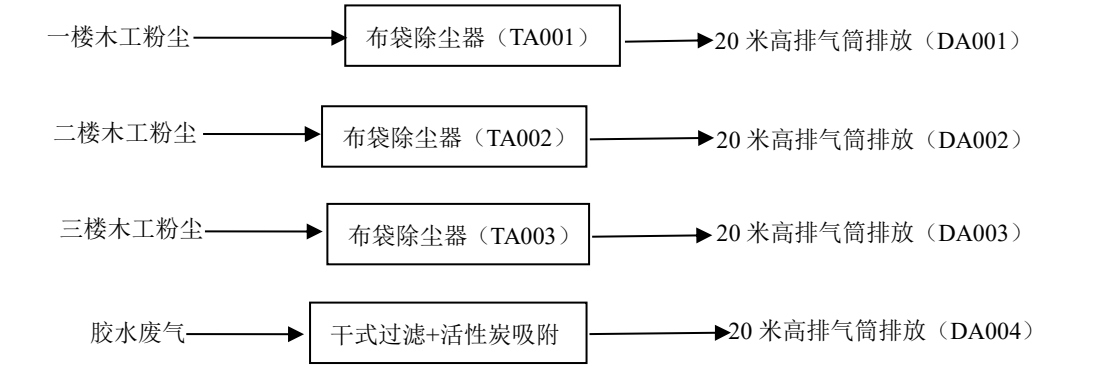 一楼木工粉尘 布袋除尘器（TA001） 20 米高排气筒排放（DA001）
二楼木工粉尘 布袋除尘器（TA002） 20 米高排气筒排放（DA002）
三楼木工粉尘 布袋除尘器（TA003） 20 米高排气筒排放（DA003）
胶水废气 干式过滤+活性炭吸附 20 米高排气筒排放（DA004）